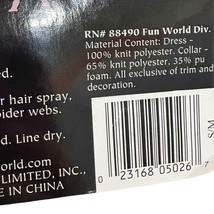 RN# 88490 Fun World Div.
Material Content: Dress -
100% knit polyester. Collar -
65% knit polyester. 35% pu
foam. All exclusive of trim and
decoration.
ed.
r hair spray,
pider webs.
d. Line dry.
orld.com
LIMITED, INC.,
IN CHINA
S/M
0 23168 05026 7